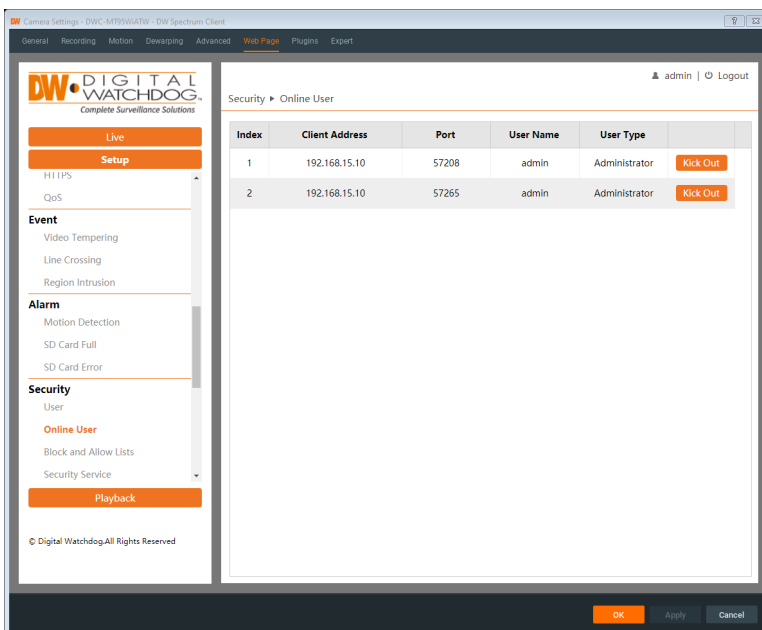 DW Camera Settings - DWC-MT95WiATW - DW Spectrum Client
General Recording Motion Dewarping Advanced Web Page Plugins Expert
DW DIGITAL WATCHDOG
Complete Surveillance Solutions
Live
Setup
HTTPS
QoS
Event
Video Tempering
Line Crossing
Region Intrusion
Alarm
Motion Detection
SD Card Full
SD Card Error
Security
User
Online User
Block and Allow Lists
Security Service
Playback
© Digital Watchdog.All Rights Reserved
admin | Logout
Security ▸ Online User
Index Client Address Port User Name User Type
1 192.168.15.10 57208 admin Administrator Kick Out
2 192.168.15.10 57265 admin Administrator Kick Out
OK Apply Cancel